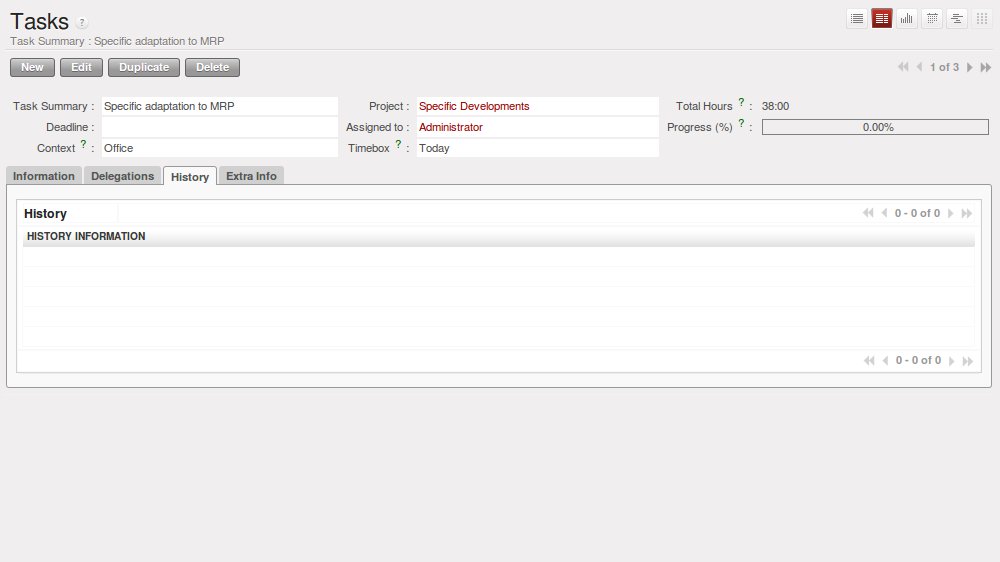 Tasks ?
Task Summary : Specific adaptation to MRP
New Edit Duplicate Delete 1 of 3
Task Summary : Specific adaptation to MRP Project : Specific Developments Total Hours ? : 38:00
Deadline : Assigned to : Administrator Progress (%) ? : 0.00%
Context ? : Office Timebox ? : Today
Information Delegations History Extra Info
History 0 - 0 of 0
HISTORY INFORMATION
0 - 0 of 0